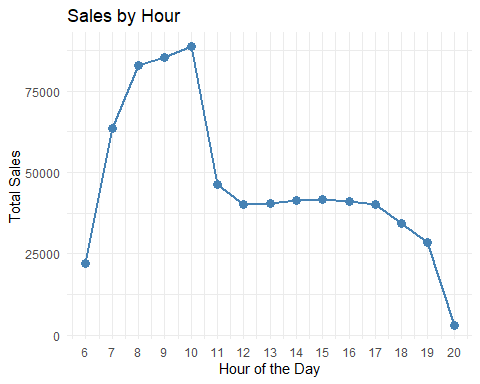 Sales by Hour
Total Sales
75000
50000
25000
0
6 7 8 9 10 11 12 13 14 15 16 17 18 19 20
Hour of the Day